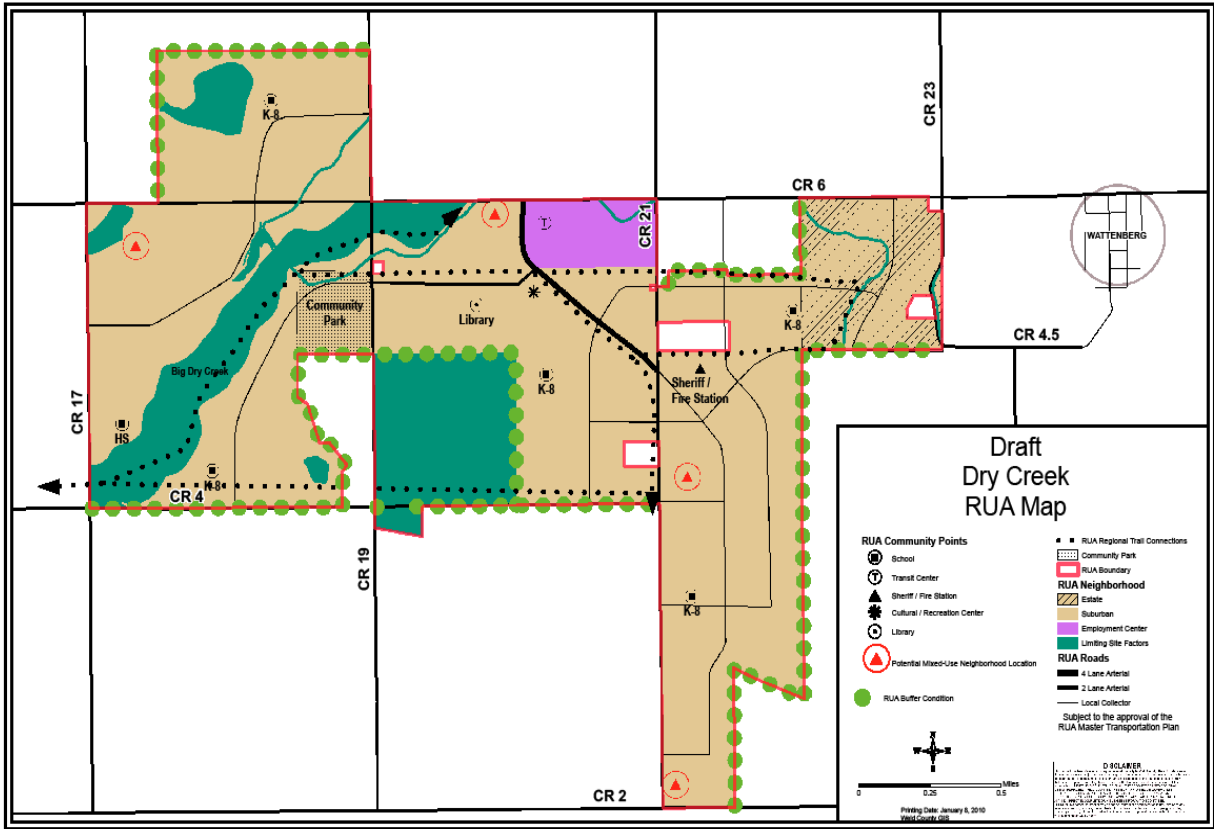 CR 23
K-8
CR 6
CR 21
T
WATTENBERG
Community
Park
Library
K-8
CR 4.5
Big Dry Creek
K-8
Sheriff /
Fire Station
CR 17
HS
K-8
CR 4
CR 19
K-8
CR 2
Draft
Dry Creek
RUA Map
RUA Community Points
School
T Transit Center
Sheriff / Fire Station
Cultural / Recreation Center
Library
Potential Mixed-Use Neighborhood Location
RUA Buffer Condition
RUA Regional Trail Connections
Community Park
RUA Boundary
RUA Neighborhood
Estate
Suburban
Employment Center
Limiting Site Factors
RUA Roads
4 Lane Arterial
2 Lane Arterial
Local Collector
Subject to the approval of the
RUA Master Transportation Plan
N
W E
S
0 0.25 0.5 Miles
Printing Date: January 8, 2010
Weld County GIS
DISCLAIMER